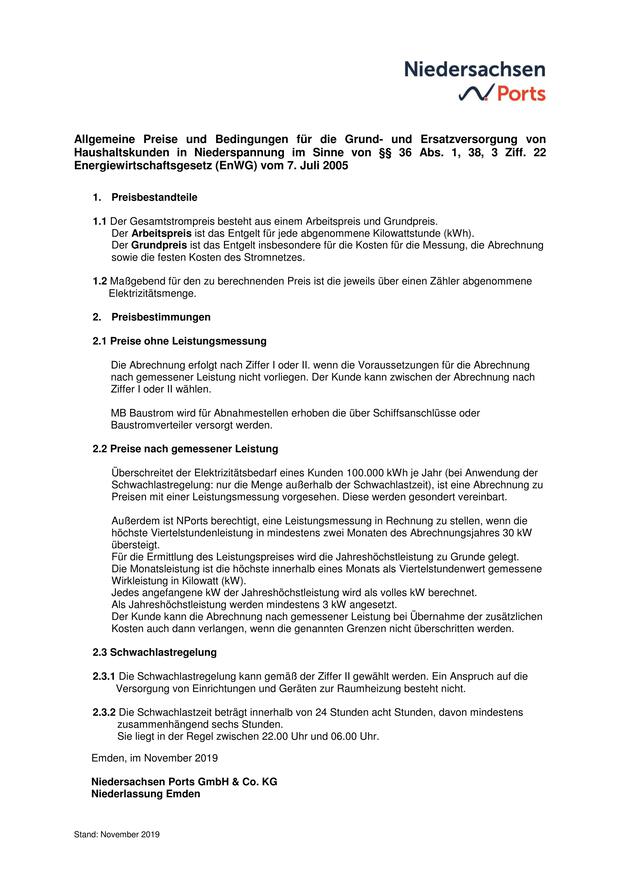 Niedersachsen
Ports
Allgemeine Preise und Bedingungen für die Grund- und Ersatzversorgung von
Haushaltskunden in Niederspannung im Sinne von §§ 36 Abs. 1, 38, 3 Ziff. 22
Energiewirtschaftsgesetz (EnWG) vom 7. Juli 2005
1. Preisbestandteile
1.1 Der Gesamtstrompreis besteht aus einem Arbeitspreis und Grundpreis.
Der Arbeitspreis ist das Entgelt für jede abgenommene Kilowattstunde (kWh).
Der Grundpreis ist das Entgelt insbesondere für die Kosten für die Messung, die Abrechnung
sowie die festen Kosten des Stromnetzes.
1.2 Maßgebend für den zu berechnenden Preis ist die jeweils über einen Zähler abgenommene
Elektrizitätsmenge.
2. Preisbestimmungen
2.1 Preise ohne Leistungsmessung
Die Abrechnung erfolgt nach Ziffer I oder II. wenn die Voraussetzungen für die Abrechnung
nach gemessener Leistung nicht vorliegen. Der Kunde kann zwischen der Abrechnung nach
Ziffer I oder II wählen.
MB Baustrom wird für Abnahmestellen erhoben die über Schiffsanschlüsse oder
Baustromverteiler versorgt werden.
2.2 Preise nach gemessener Leistung
Überschreitet der Elektrizitätsbedarf eines Kunden 100.000 kWh je Jahr (bei Anwendung der
Schwachlastregelung: nur die Menge außerhalb der Schwachlastzeit), ist eine Abrechnung zu
Preisen mit einer Leistungsmessung vorgesehen. Diese werden gesondert vereinbart.
Außerdem ist NPorts berechtigt, eine Leistungsmessung in Rechnung zu stellen, wenn die
höchste Viertelstundenleistung in mindestens zwei Monaten des Abrechnungsjahres 30 kW
übersteigt.
Für die Ermittlung des Leistungspreises wird die Jahreshöchstleistung zu Grunde gelegt.
Die Monatsleistung ist die höchste innerhalb eines Monats als Viertelstundenwert gemessene
Wirkleistung in Kilowatt (kW).
Jedes angefangene kW der Jahreshöchstleistung wird als volles kW berechnet.
Als Jahreshöchstleistung werden mindestens 3 kW angesetzt.
Der Kunde kann die Abrechnung nach gemessener Leistung bei Übernahme der zusätzlichen
Kosten auch dann verlangen, wenn die genannten Grenzen nicht überschritten werden.
2.3 Schwachlastregelung
2.3.1 Die Schwachlastregelung kann gemäß der Ziffer II gewählt werden. Ein Anspruch auf die
Versorgung von Einrichtungen und Geräten zur Raumheizung besteht nicht.
2.3.2 Die Schwachlastzeit beträgt innerhalb von 24 Stunden acht Stunden, davon mindestens
zusammenhängend sechs Stunden.
Sie liegt in der Regel zwischen 22.00 Uhr und 06.00 Uhr.
Emden, im November 2019
Niedersachsen Ports GmbH & Co. KG
Niederlassung Emden
Stand: November 2019